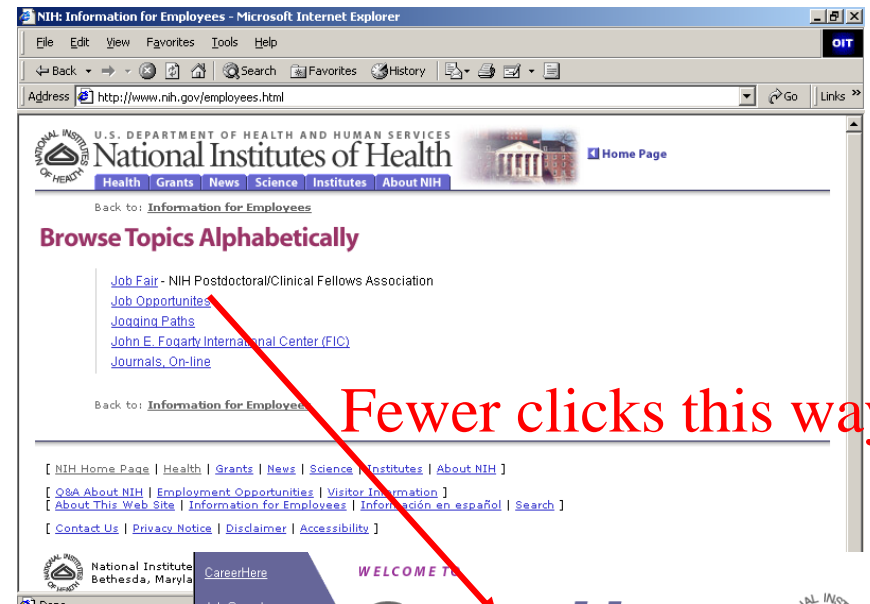 NIH: Information for Employees - Microsoft Internet Explorer
File Edit View Favorites Tools Help
OIT
Back Search Favorites History
Address http://www.nih.gov/employees.html Go Links »
NATIONAL INSTITUTES OF HEALTH
U.S. DEPARTMENT OF HEALTH AND HUMAN SERVICES
National Institutes of Health
Home Page
Health Grants News Science Institutes About NIH
Back to: Information for Employees
Browse Topics Alphabetically
Job Fair - NIH Postdoctoral/Clinical Fellows Association
Job Opportunites
Jogging Paths
John E. Fogarty International Center (FIC)
Journals, On-line
Back to: Information for Employees
Fewer clicks this way
[ NIH Home Page | Health | Grants | News | Science | Institutes | About NIH ]
[ Q&A About NIH | Employment Opportunities | Visitor Information ]
[ About This Web Site | Information for Employees | Información en español | Search ]
[ Contact Us | Privacy Notice | Disclaimer | Accessibility ]
National Institute
Bethesda, Maryla
CareerHere
WELCOME TO